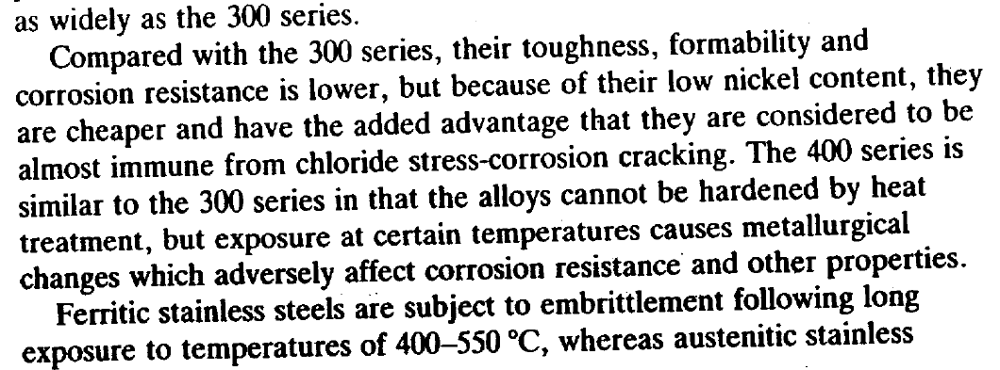 as widely as the 300 series.
Compared with the 300 series, their toughness, formability and
corrosion resistance is lower, but because of their low nickel content, they
are cheaper and have the added advantage that they are considered to be
almost immune from chloride stress-corrosion cracking. The 400 series is
similar to the 300 series in that the alloys cannot be hardened by heat
treatment, but exposure at certain temperatures causes metallurgical
changes which adversely affect corrosion resistance and other properties.
Ferritic stainless steels are subject to embrittlement following long
exposure to temperatures of 400–550 °C, whereas austenitic stainless